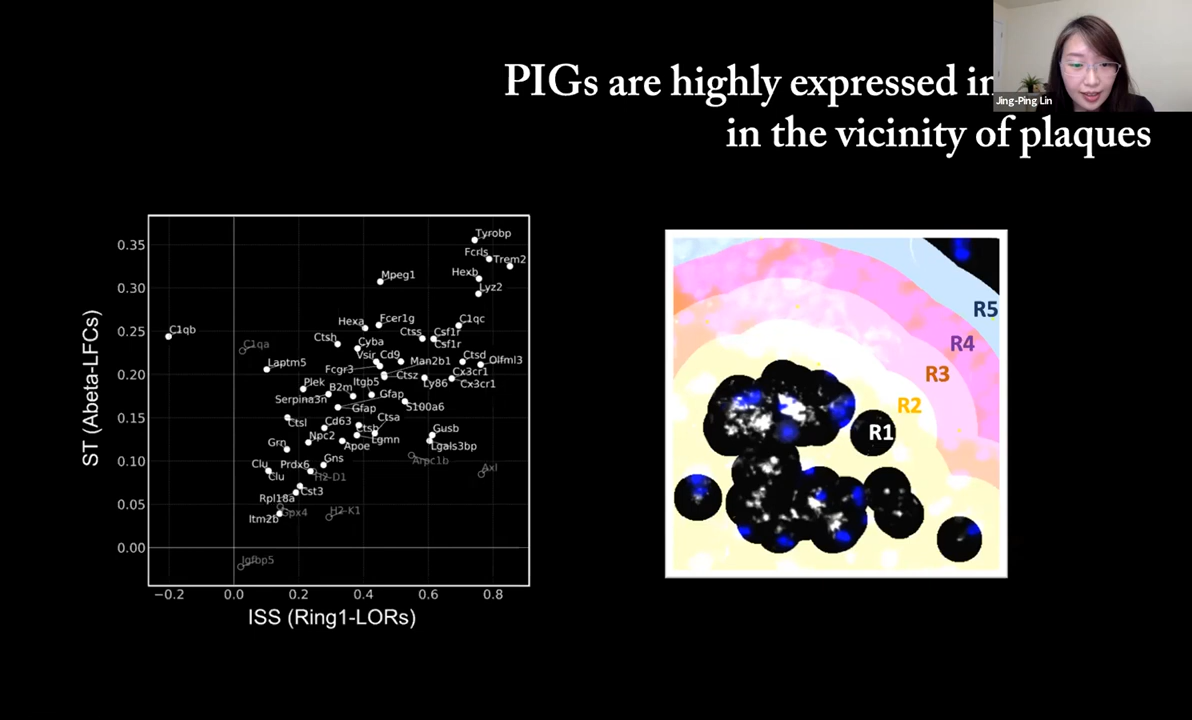 PIGs are highly expressed in
in the vicinity of plaques
Jing-Ping Lin
ST (Abeta-LFCs)
0.35
0.30
0.25
0.20
0.15
0.10
0.05
0.00
Tyrobp
Fcrls
Trem2
Hexb
Mpeg1
Lyz2
C1qb
Hexa
Fcer1g
C1qc
Ctss
Csf1r
Csf1r
C1qa
Ctsh
Cyba
Vsir
Cd9
Man2b1
Ctsd
Olfml3
Laptm5
Fcgr3
Ctsz
Cx3cr1
Ly86
Cx3cr1
Plek
B2m
Itgb5
Serpina3n
Gfap
S100a6
Gfap
Ctsl
Cd63
Ctsb
Ctsa
Gusb
Grn
Npc2
Apoe
Lgmn
Lgals3bp
Gns
Arpc1b
Axl
Clu
Clu
Prdx6
H2-D1
Cst3
Rpl18a
Gpx4
H2-K1
Itm2b
Igfbp5
−0.2
0.0
0.2
0.4
0.6
0.8
ISS (Ring1-LORs)
R5
R4
R3
R2
R1